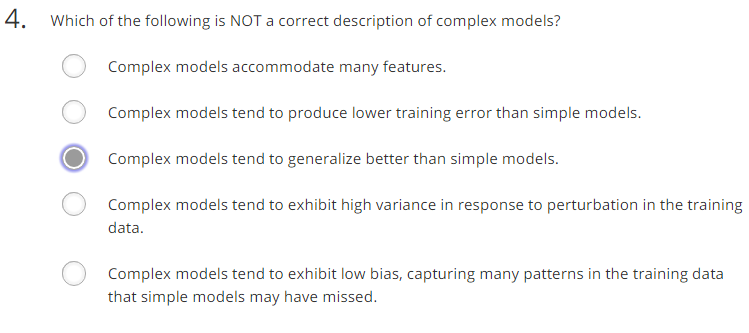 4. Which of the following is NOT a correct description of complex models?
Complex models accommodate many features.
Complex models tend to produce lower training error than simple models.
Complex models tend to generalize better than simple models.
Complex models tend to exhibit high variance in response to perturbation in the training
data.
Complex models tend to exhibit low bias, capturing many patterns in the training data
that simple models may have missed.